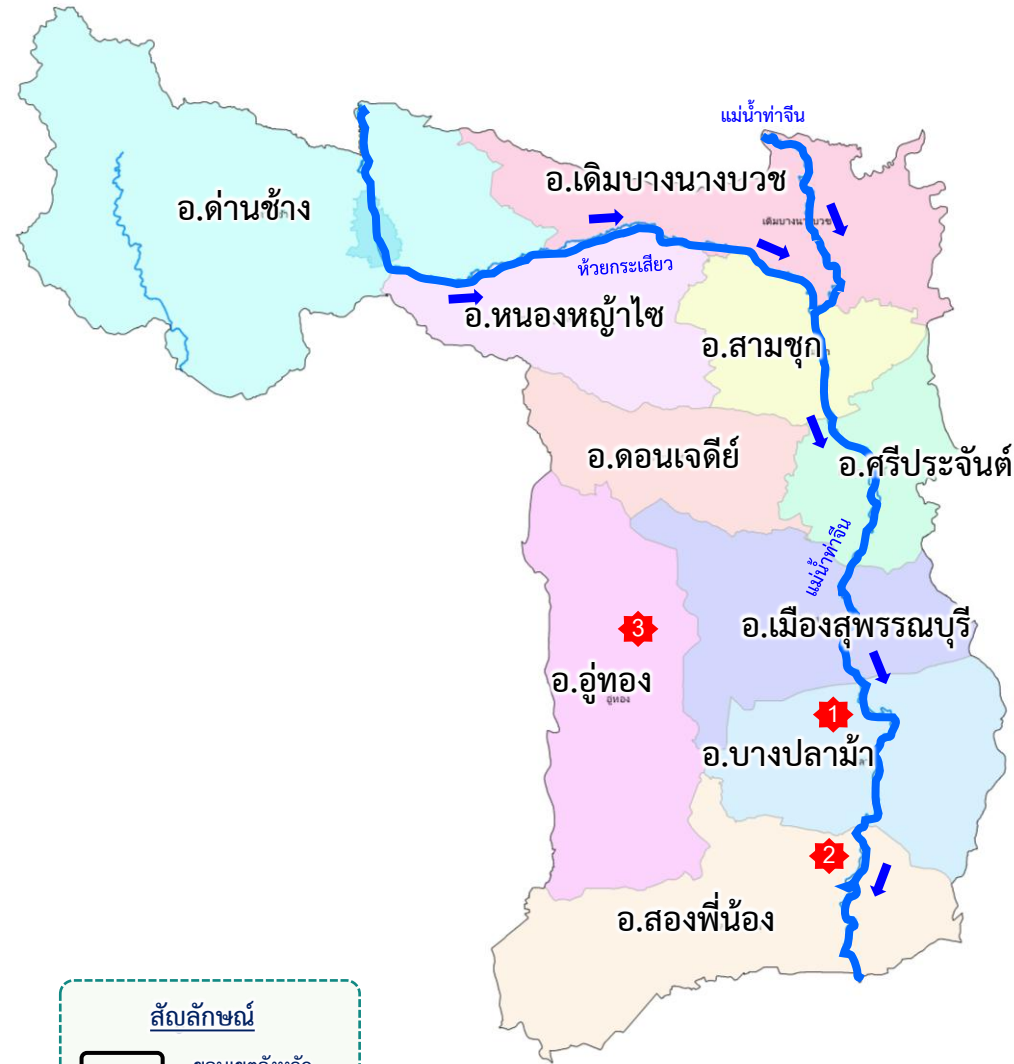 แม่น้ำท่าจีน
อ.เดิมบางนางบวช
อ.ด่านช้าง
ห้วยกระเสียว
อ.หนองหญ้าไซ
อ.สามชุก
อ.ดอนเจดีย์
อ.ศรีประจันต์
แม่น้ำท่าจีน
3
อ.เมืองสุพรรณบุรี
อ.อู่ทอง
อู่ทอง
1
อ.บางปลาม้า
2
อ.สองพี่น้อง
สัญลักษณ์